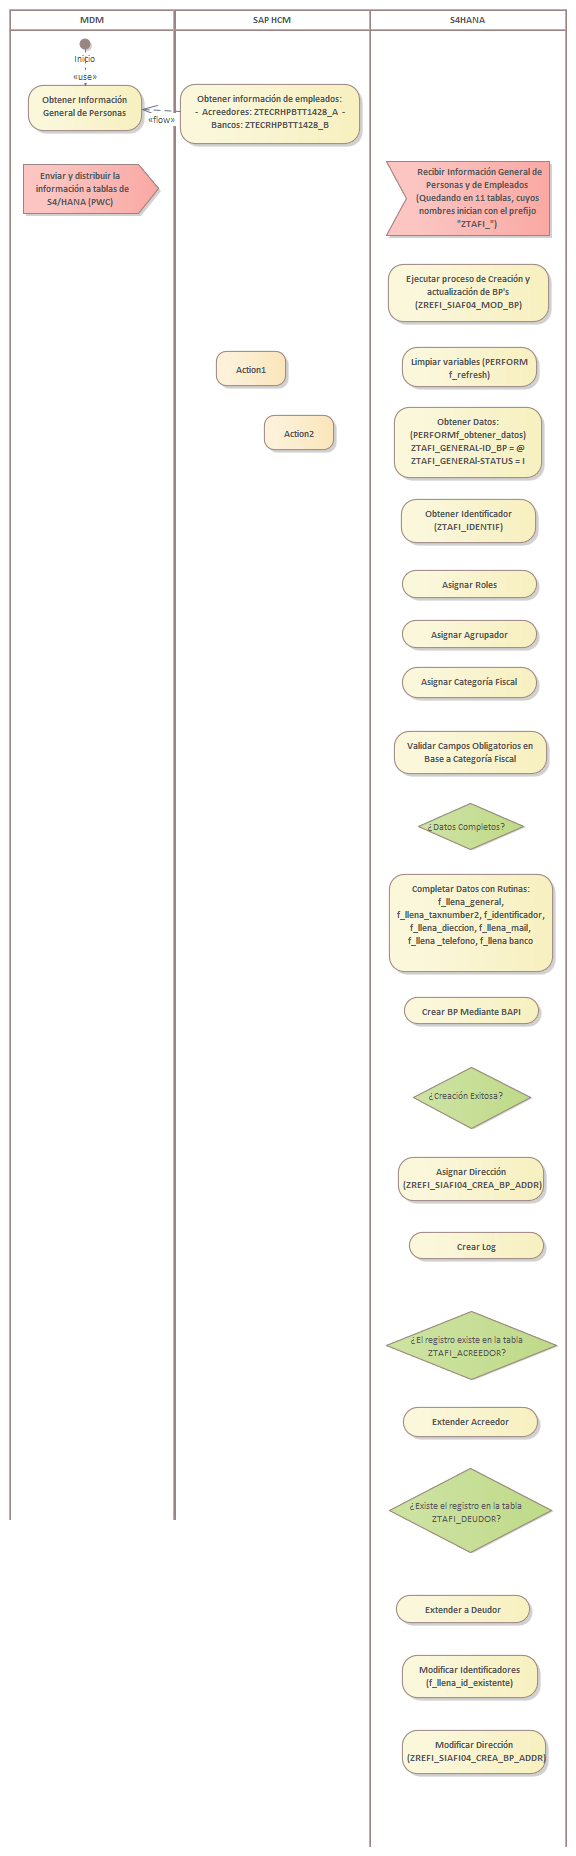 MDM
SAP HCM
S4HANA
Inicio
«use»
Obtener Información
General de Personas
«flow»
Obtener información de empleados:
- Acreedores: ZTECRHPBTT1428_A -
Bancos: ZTECRHPBTT1428_B
Enviar y distribuir la
información a tablas de
S4/HANA (PWC)
Recibir Información General de
Personas y de Empleados
(Quedando en 11 tablas, cuyos
nombres inician con el prefijo
"ZTAFI_")
Ejecutar proceso de Creación y
actualización de BP's
(ZREFI_SIAF04_MOD_BP)
Action1
Limpiar variables (PERFORM
f_refresh)
Action2
Obtener Datos:
(PERFORMf_obtener_datos)
ZTAFI_GENERAL-ID_BP = @
ZTAFI_GENERAl-STATUS = I
Obtener Identificador
(ZTAFI_IDENTIF)
Asignar Roles
Asignar Agrupador
Asignar Categoría Fiscal
Validar Campos Obligatorios en
Base a Categoría Fiscal
¿Datos Completos?
Completar Datos con Rutinas:
f_llena_general,
f_llena_taxnumber2, f_identificador,
f_llena_dieccion, f_llena_mail,
f_llena _telefono, f_llena banco
Crear BP Mediante BAPI
¿Creación Exitosa?
Asignar Dirección
(ZREFI_SIAFI04_CREA_BP_ADDR)
Crear Log
¿El registro existe en la tabla
ZTAFI_ACREEDOR?
Extender Acreedor
¿Existe el registro en la tabla
ZTAFI_DEUDOR?
Extender a Deudor
Modificar Identificadores
(f_llena_id_existente)
Modificar Dirección
(ZREFI_SIAFI04_CREA_BP_ADDR)